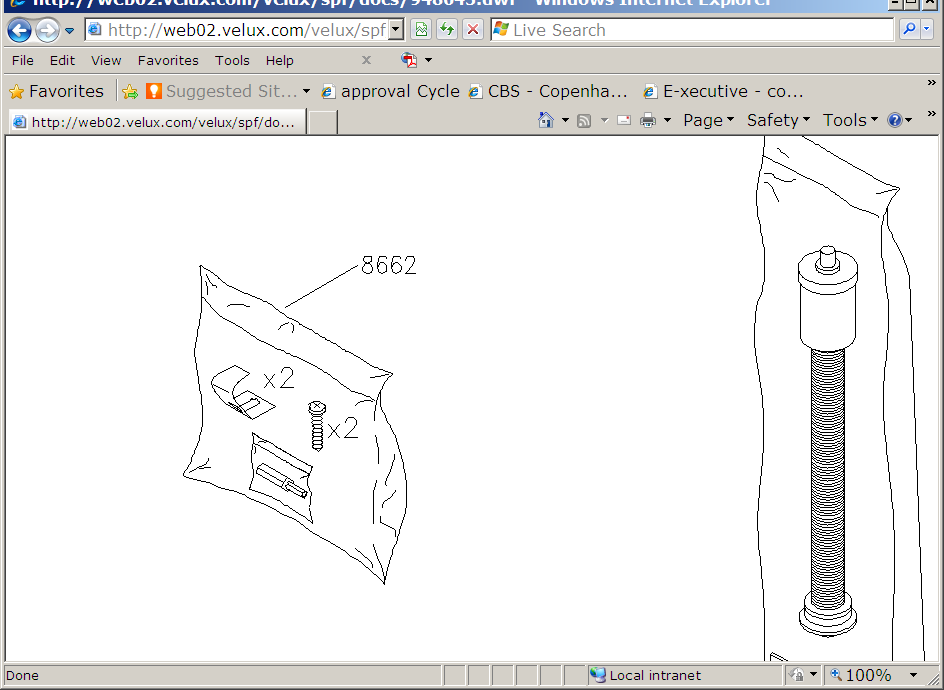 http://web02.velux.com/velux/spf/docs/948043.dwf - Windows Internet Explorer
http://web02.velux.com/velux/spf
Live Search
File Edit View Favorites Tools Help
Favorites Suggested Sit... approval Cycle CBS - Copenha... E-xecutive - co...
http://web02.velux.com/velux/spf/do...
Page Safety Tools
8662
x2
x2
Done
Local intranet
100%